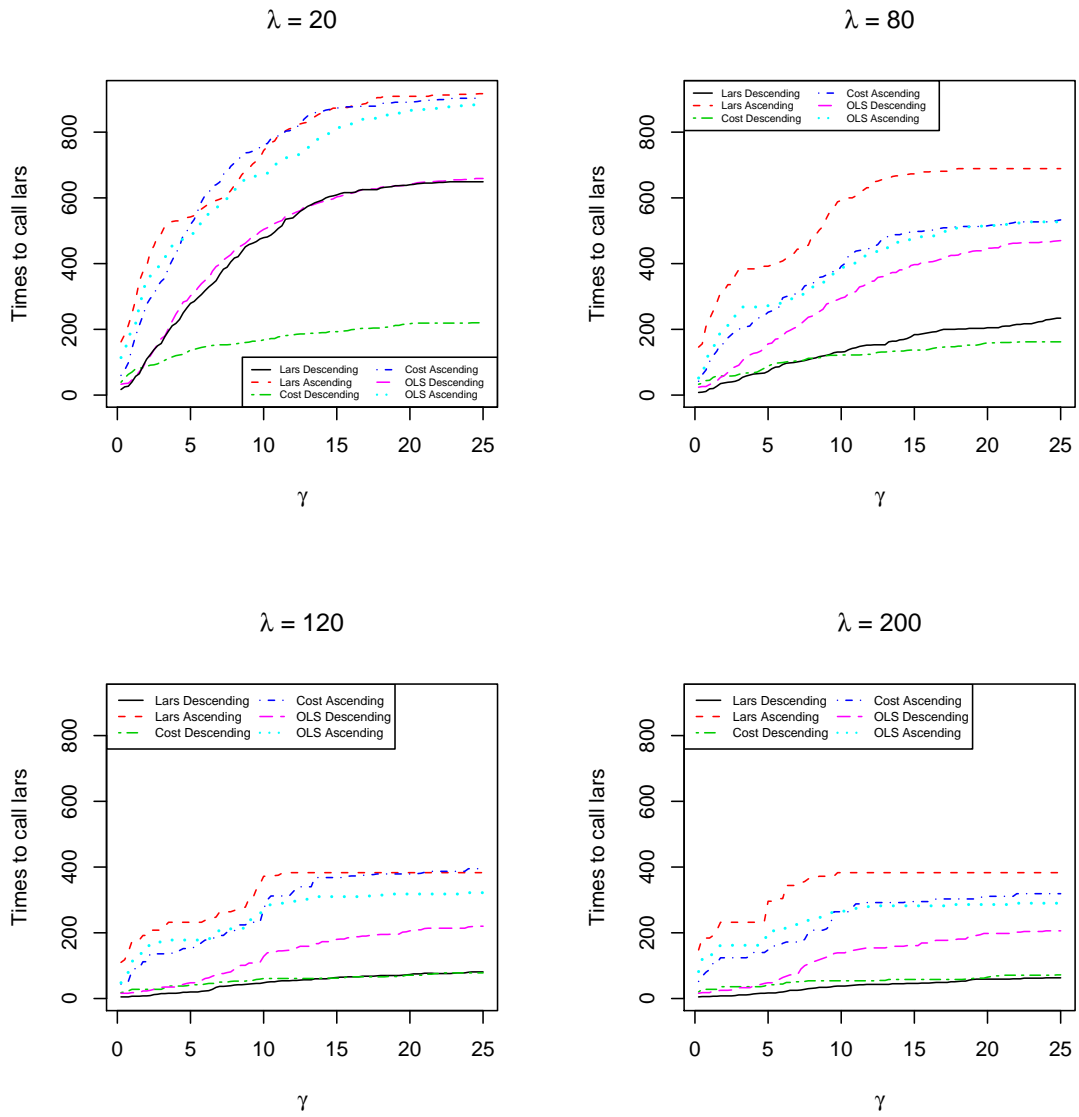 λ = 20
Times to call lars
0 200 400 600 800
Lars Descending
Lars Ascending
Cost Descending
Cost Ascending
OLS Descending
OLS Ascending
0 5 10 15 20 25
γ
λ = 80
Times to call lars
0 200 400 600 800
Lars Descending
Lars Ascending
Cost Descending
Cost Ascending
OLS Descending
OLS Ascending
0 5 10 15 20 25
γ
λ = 120
Times to call lars
0 200 400 600 800
Lars Descending
Lars Ascending
Cost Descending
Cost Ascending
OLS Descending
OLS Ascending
0 5 10 15 20 25
γ
λ = 200
Times to call lars
0 200 400 600 800
Lars Descending
Lars Ascending
Cost Descending
Cost Ascending
OLS Descending
OLS Ascending
0 5 10 15 20 25
γ